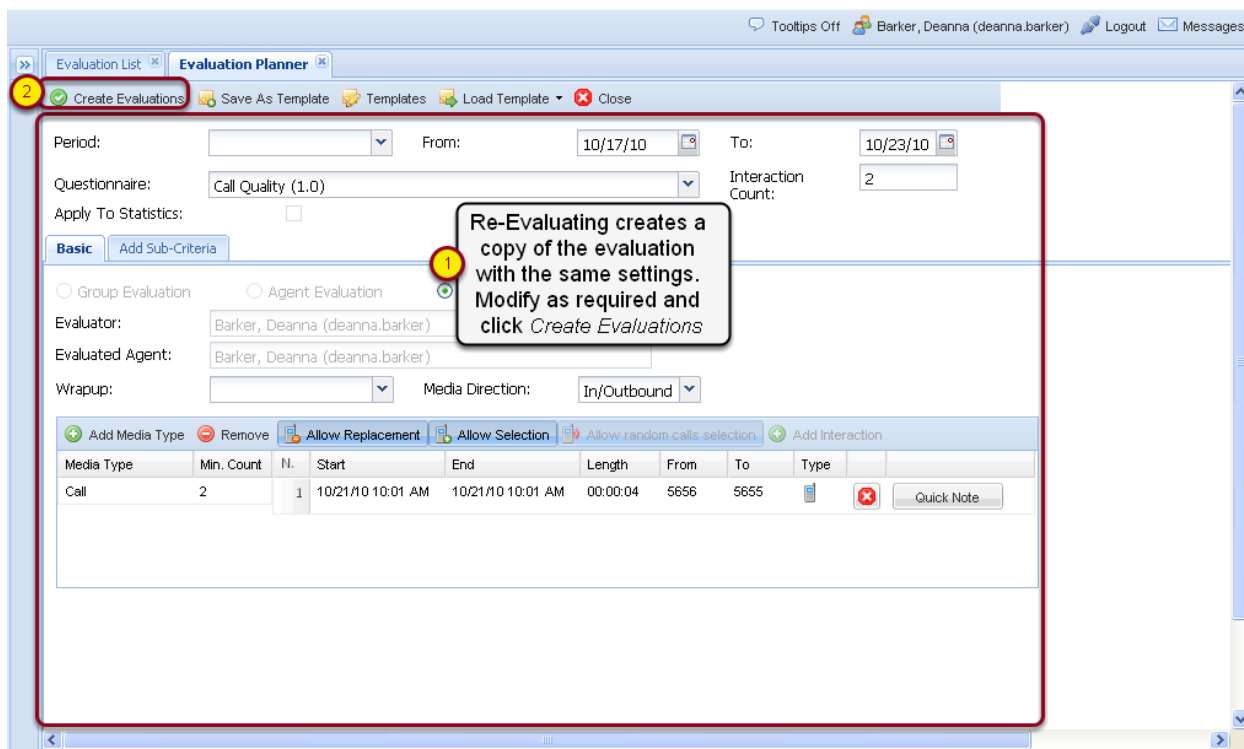 Tooltips Off Barker, Deanna (deanna.barker) Logout Messages
Evaluation List Evaluation Planner
2 Create Evaluations Save As Template Templates Load Template Close
Period: From: 10/17/10 To: 10/23/10
Questionnaire: Call Quality (1.0) Interaction Count: 2
Apply To Statistics:
Basic Add Sub-Criteria
1
Re-Evaluating creates a
copy of the evaluation
with the same settings.
Modify as required and
click Create Evaluations
Group Evaluation Agent Evaluation
Evaluator: Barker, Deanna (deanna.barker)
Evaluated Agent: Barker, Deanna (deanna.barker)
Wrapup: Media Direction: In/Outbound
Add Media Type Remove Allow Replacement Allow Selection Allow random calls selection Add Interaction
Media Type Min. Count N. Start End Length From To Type
Call 2 1 10/21/10 10:01 AM 10/21/10 10:01 AM 00:00:04 5656 5655 Quick Note